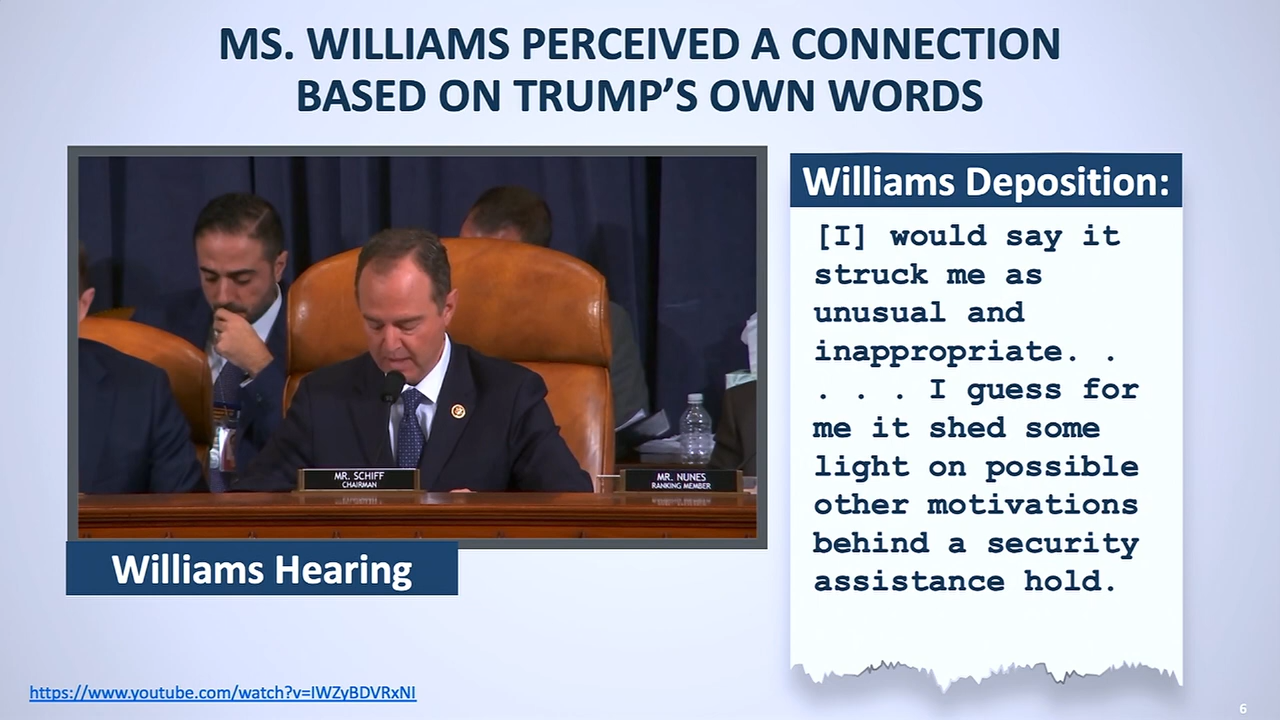 MS. WILLIAMS PERCEIVED A CONNECTION
BASED ON TRUMP’S OWN WORDS
MR. SCHIFF
CHAIRMAN
MR. NUNES
RANKING MEMBER
Williams Hearing
Williams Deposition:
[I] would say it
struck me as
unusual and
inappropriate. .
. . . I guess for
me it shed some
light on possible
other motivations
behind a security
assistance hold.
https://www.youtube.com/watch?v=IWZyBDVRxNI
6